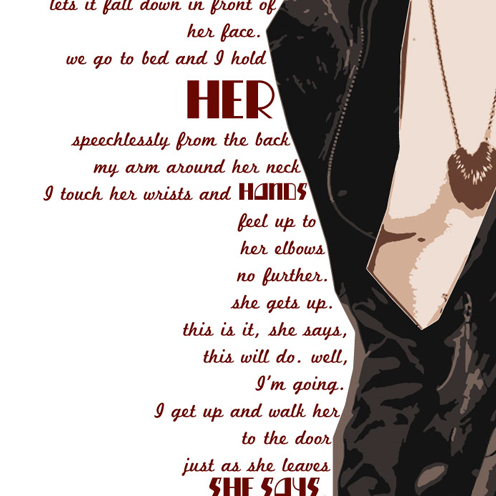 lets it fall down in front of
her face.
we go to bed and I hold
HER
speechlessly from the back
my arm around her neck
I touch her wrists and HANDS
feel up to
her elbows
no further.
she gets up.
this is it, she says,
this will do. well,
I'm going.
I get up and walk her
to the door
just as she leaves
SHE SAYS.